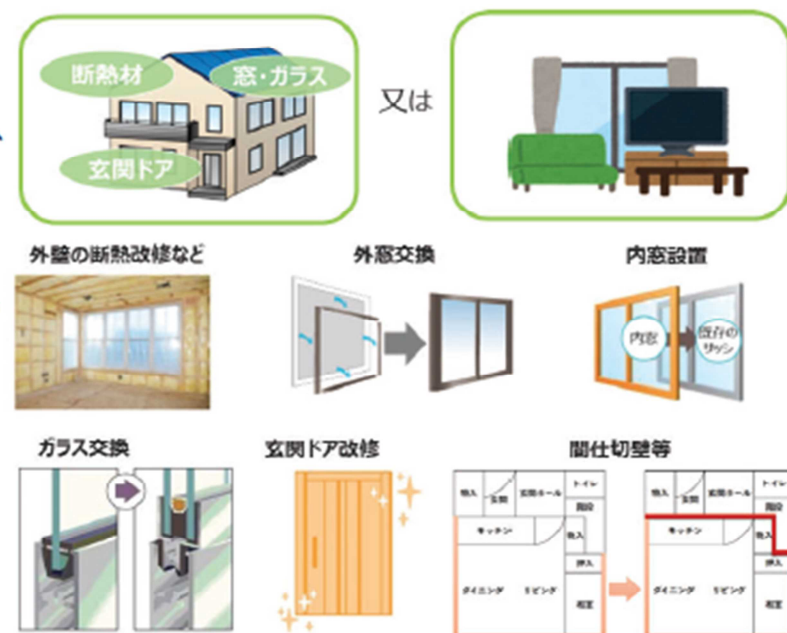 断熱材
窓・ガラス
玄関ドア
又は
外壁の断熱改修など
外窓交換
内窓設置
内窓
既存の
サッシ
ガラス交換
玄関ドア改修
間仕切壁等
物入
玄関
玄関ホール
トイレ
階段
キッチン
物入
押入
ダイニング
リビング
和室
物入
玄関
玄関ホール
トイレ
階段
キッチン
物入
押入
ダイニング
リビング
和室